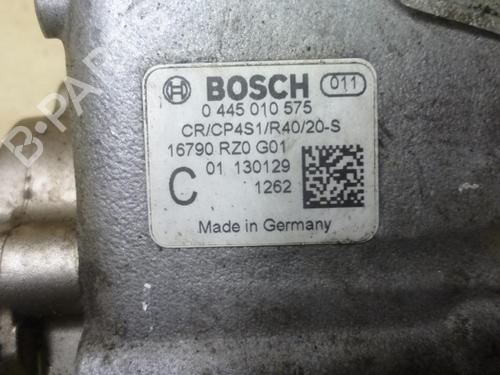 B-PARTS
BOSCH 011
0 445 010 575
CR/CP4S1/R40/20-S
16790 RZ0 G01
C 01 130129
1262
Made in Germany